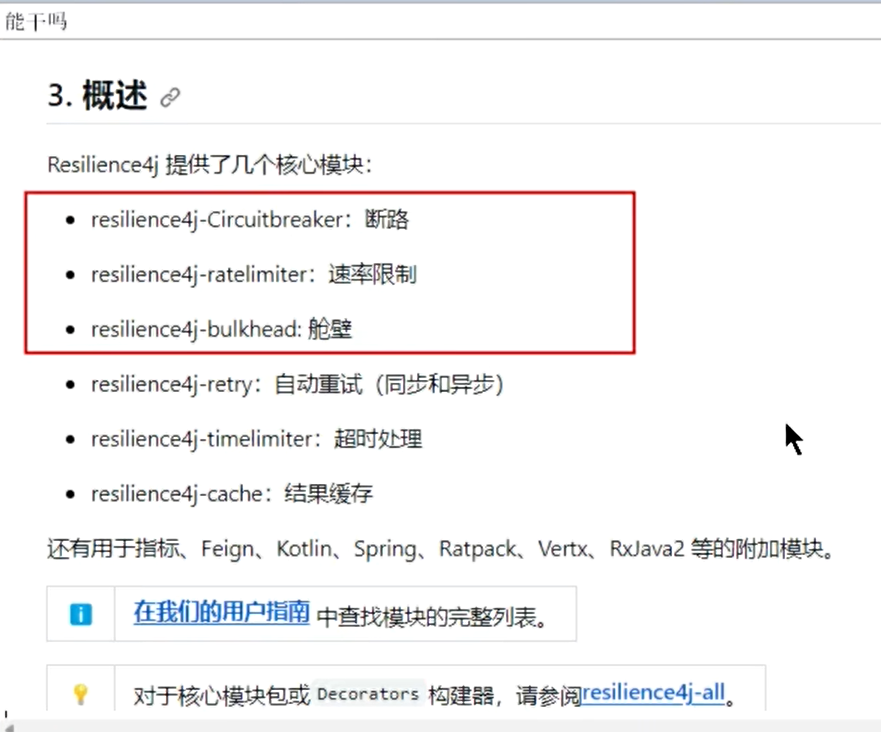 能干吗
3. 概述
Resilience4j 提供了几个核心模块：
resilience4j-Circuitbreaker：断路
resilience4j-ratelimiter：速率限制
resilience4j-bulkhead: 舱壁
resilience4j-retry：自动重试（同步和异步）
resilience4j-timelimiter：超时处理
resilience4j-cache：结果缓存
还有用于指标、Feign、Kotlin、Spring、Ratpack、Vertx、RxJava2 等的附加模块。
在我们的用户指南 中查找模块的完整列表。
对于核心模块包或 Decorators 构建器，请参阅resilience4j-all。